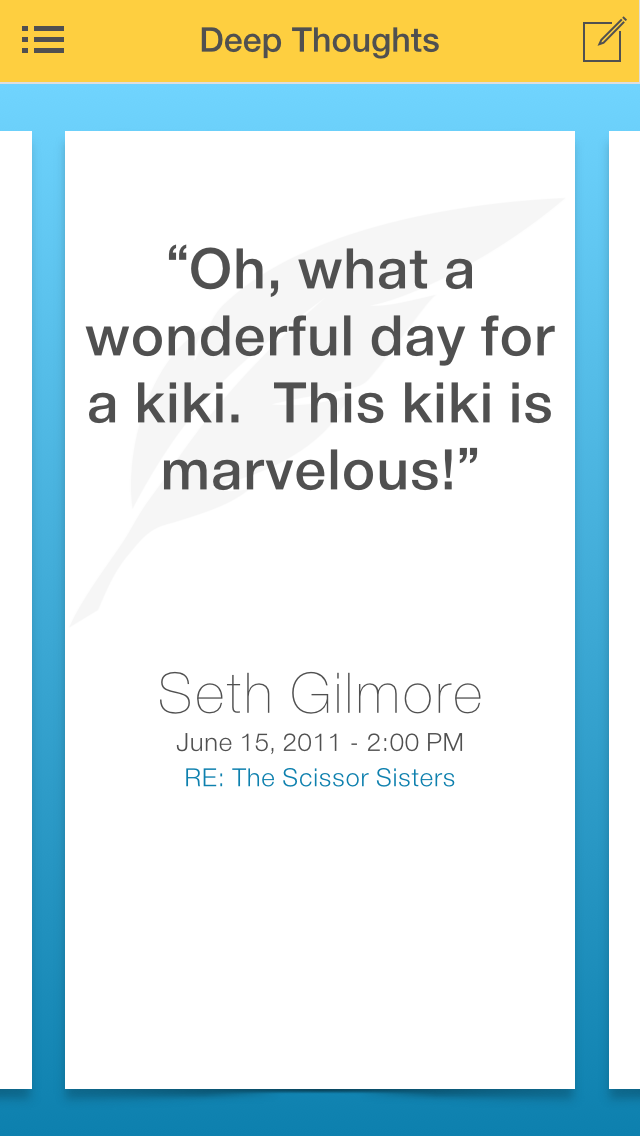 Deep Thoughts
“Oh, what a
wonderful day for
a kiki.  This kiki is
marvelous!”
Seth Gilmore
June 15, 2011 - 2:00 PM
RE: The Scissor Sisters